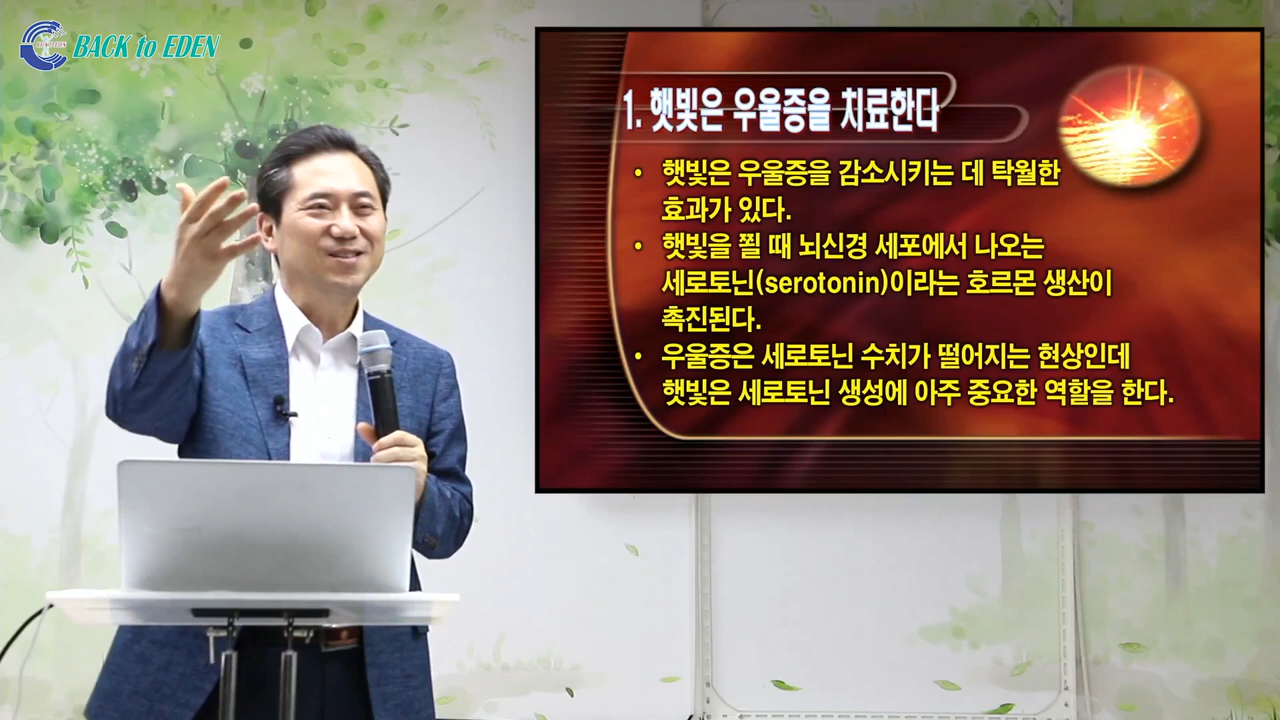 BACK to EDEN
1. 햇빛은 우울증을 치료한다
• 햇빛은 우울증을 감소시키는 데 탁월한
효과가 있다.
• 햇빛을 쬘 때 뇌신경 세포에서 나오는
세로토닌(serotonin)이라는 호르몬 생산이
촉진된다.
• 우울증은 세로토닌 수치가 떨어지는 현상인데
햇빛은 세로토닌 생성에 아주 중요한 역할을 한다.